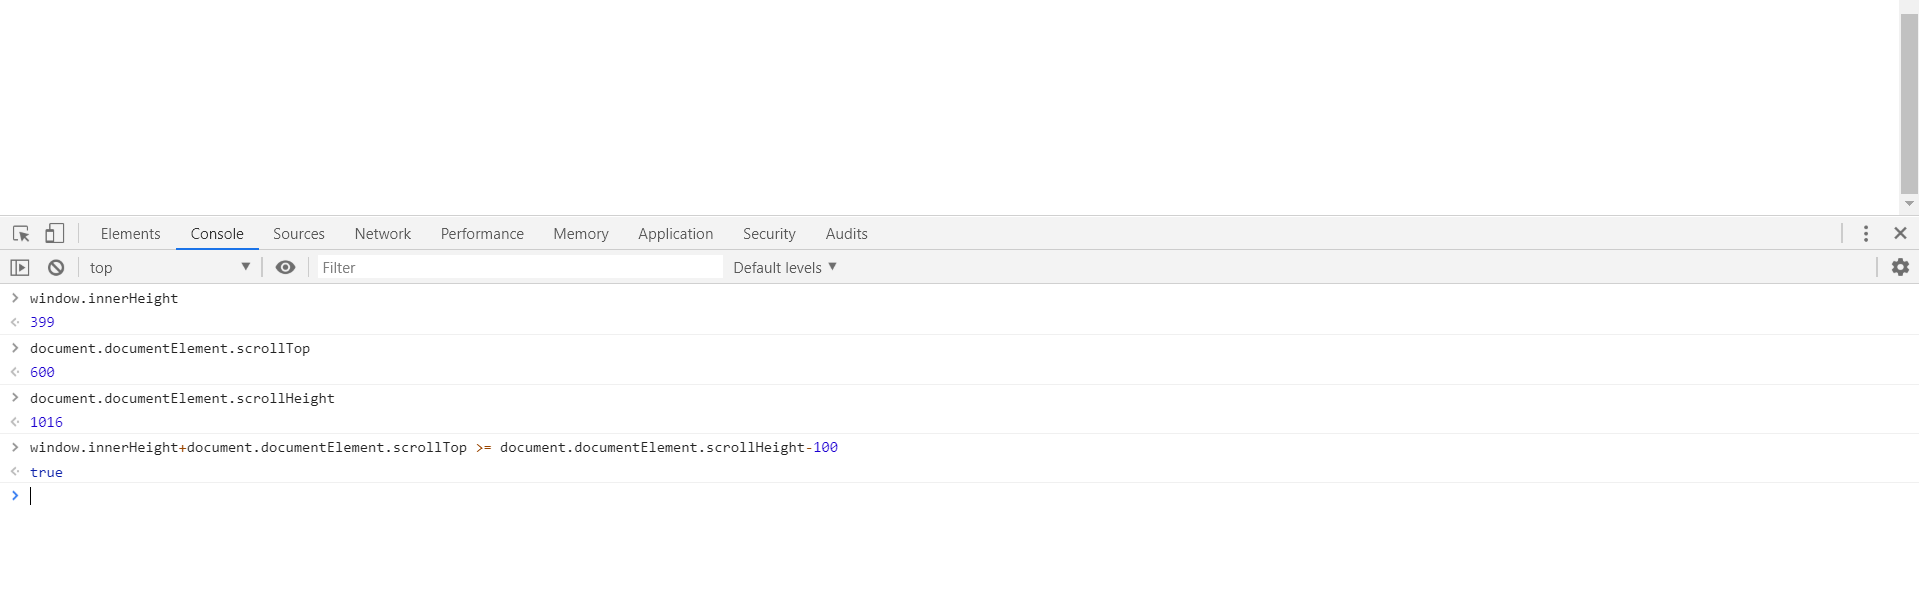 Elements Console Sources Network Performance Memory Application Security Audits
top Filter Default levels
window.innerHeight
399
document.documentElement.scrollTop
600
document.documentElement.scrollHeight
1016
window.innerHeight+document.documentElement.scrollTop >= document.documentElement.scrollHeight-100
true